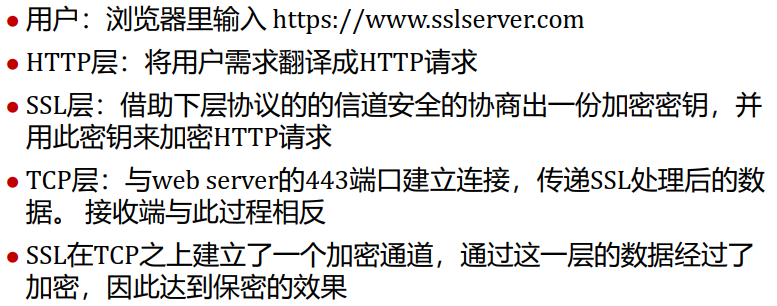 ● 用户：浏览器里输入 https://www.sslserver.com
● HTTP层：将用户需求翻译成HTTP请求
● SSL层：借助下层协议的的信道安全的协商出一份加密密钥，并
用此密钥来加密HTTP请求
● TCP层：与web server的443端口建立连接，传递SSL处理后的数
据。 接收端与此过程相反
● SSL在TCP之上建立了一个加密通道，通过这一层的数据经过了
加密，因此达到保密的效果